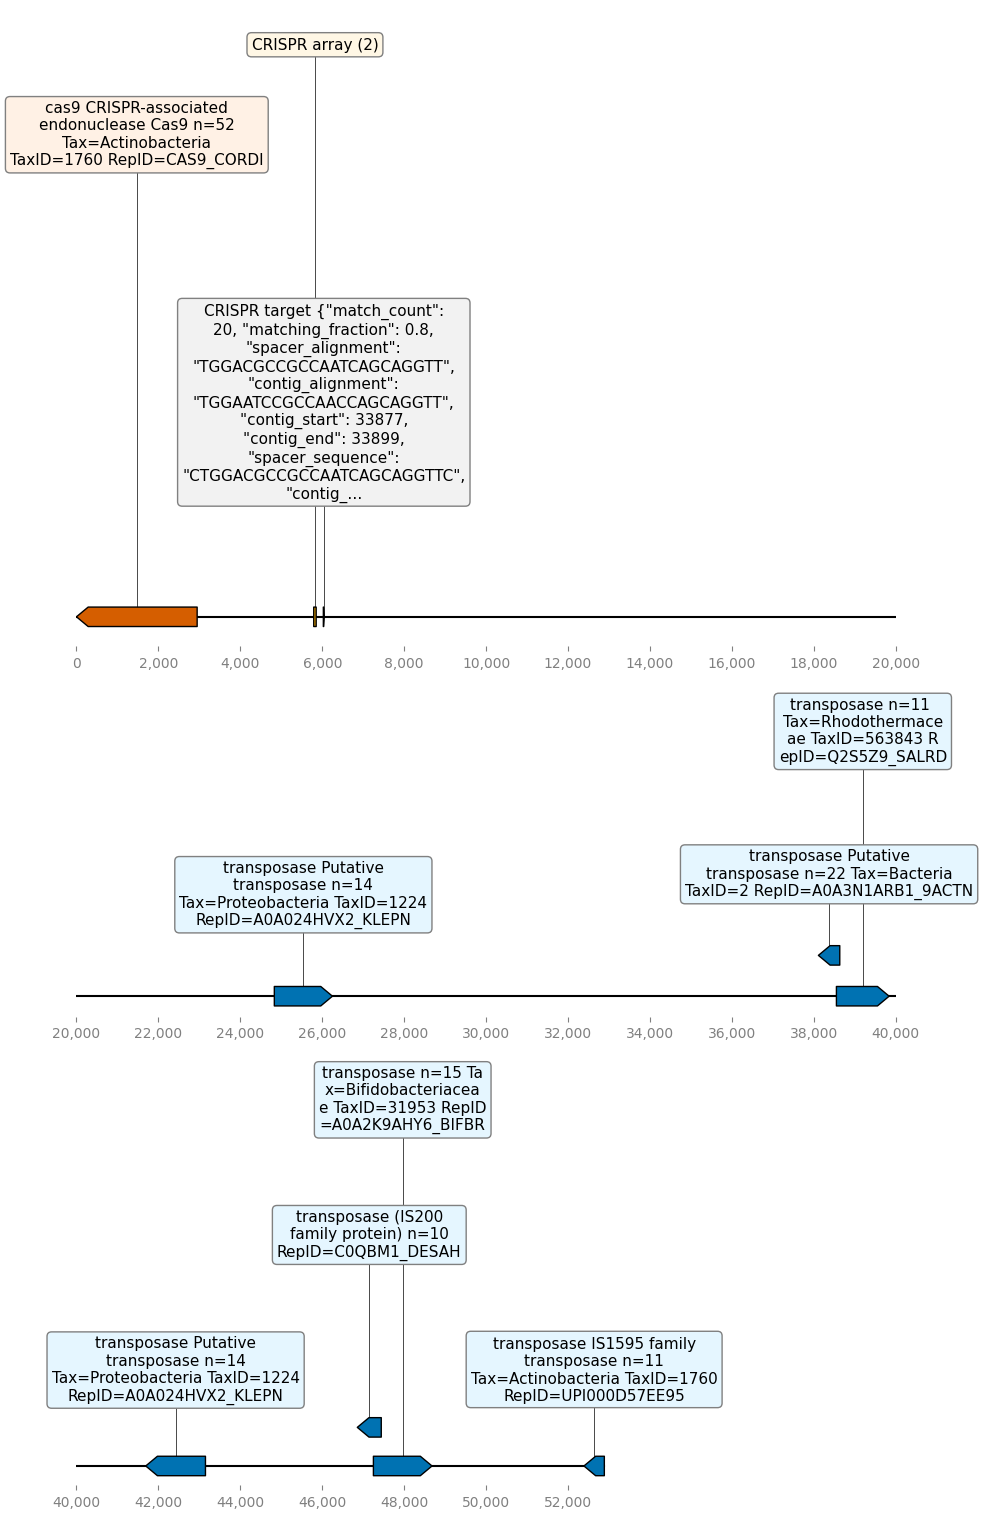 CRISPR array (2)
cas9 CRISPR-associated
endonuclease Cas9 n=52
Tax=Actinobacteria
TaxID=1760 RepID=CAS9_CORDI
CRISPR target {"match_count":
20, "matching_fraction": 0.8,
"spacer_alignment":
"TGGACGCCGCCAATCAGCAGGTT",
"contig_alignment":
"TGGAATCCGCCAACCAGCAGGTT",
"contig_start": 33877,
"contig_end": 33899,
"spacer_sequence":
"CTGGACGCCGCCAATCAGCAGGTTC",
"contig_...
0 2,000 4,000 6,000 8,000 10,000 12,000 14,000 16,000 18,000 20,000
transposase n=11
Tax=Rhodothermace
ae TaxID=563843 R
epID=Q2S5Z9_SALRD
transposase Putative
transposase n=22 Tax=Bacteria
TaxID=2 RepID=A0A3N1ARB1_9ACTN
transposase Putative
transposase n=14
Tax=Proteobacteria TaxID=1224
RepID=A0A024HVX2_KLEPN
20,000 22,000 24,000 26,000 28,000 30,000 32,000 34,000 36,000 38,000 40,000
transposase n=15 Ta
x=Bifidobacteriacea
e TaxID=31953 RepID
=A0A2K9AHY6_BIFBR
transposase (IS200
family protein) n=10
RepID=C0QBM1_DESAH
transposase Putative
transposase n=14
Tax=Proteobacteria TaxID=1224
RepID=A0A024HVX2_KLEPN
transposase IS1595 family
transposase n=11
Tax=Actinobacteria TaxID=1760
RepID=UPI000D57EE95
40,000 42,000 44,000 46,000 48,000 50,000 52,000